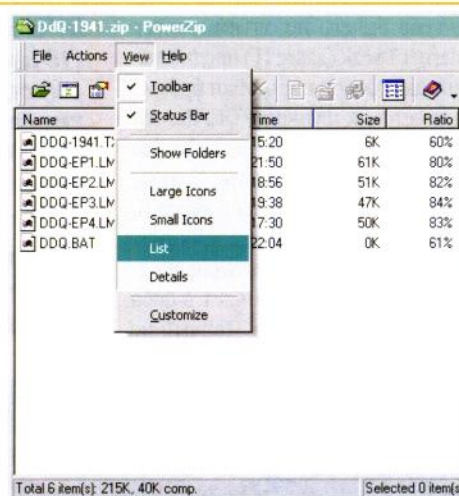 DdQ-1941.zip - PowerZip
File Actions View Help
Name Time Size Ratio
DDQ-1941.TX 15:20 6K 60%
DDQ-EP1.LM 21:50 61K 80%
DDQ-EP2.LM 18:56 51K 82%
DDQ-EP3.LM 19:38 47K 84%
DDQ-EP4.LM 17:30 50K 83%
DDQ.BAT 22:04 0K 61%
Toolbar
Status Bar
Show Folders
Large Icons
Small Icons
List
Details
Customize
Total 6 item(s): 215K, 40K comp. Selected 0 item(s